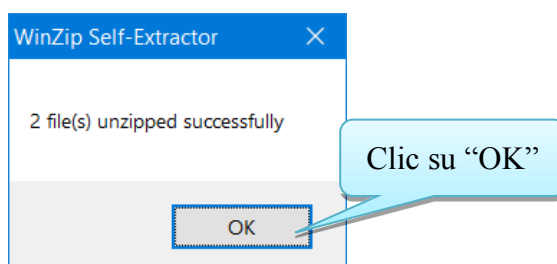 WinZip Self-Extractor
2 file(s) unzipped successfully
Clic su “OK”
OK